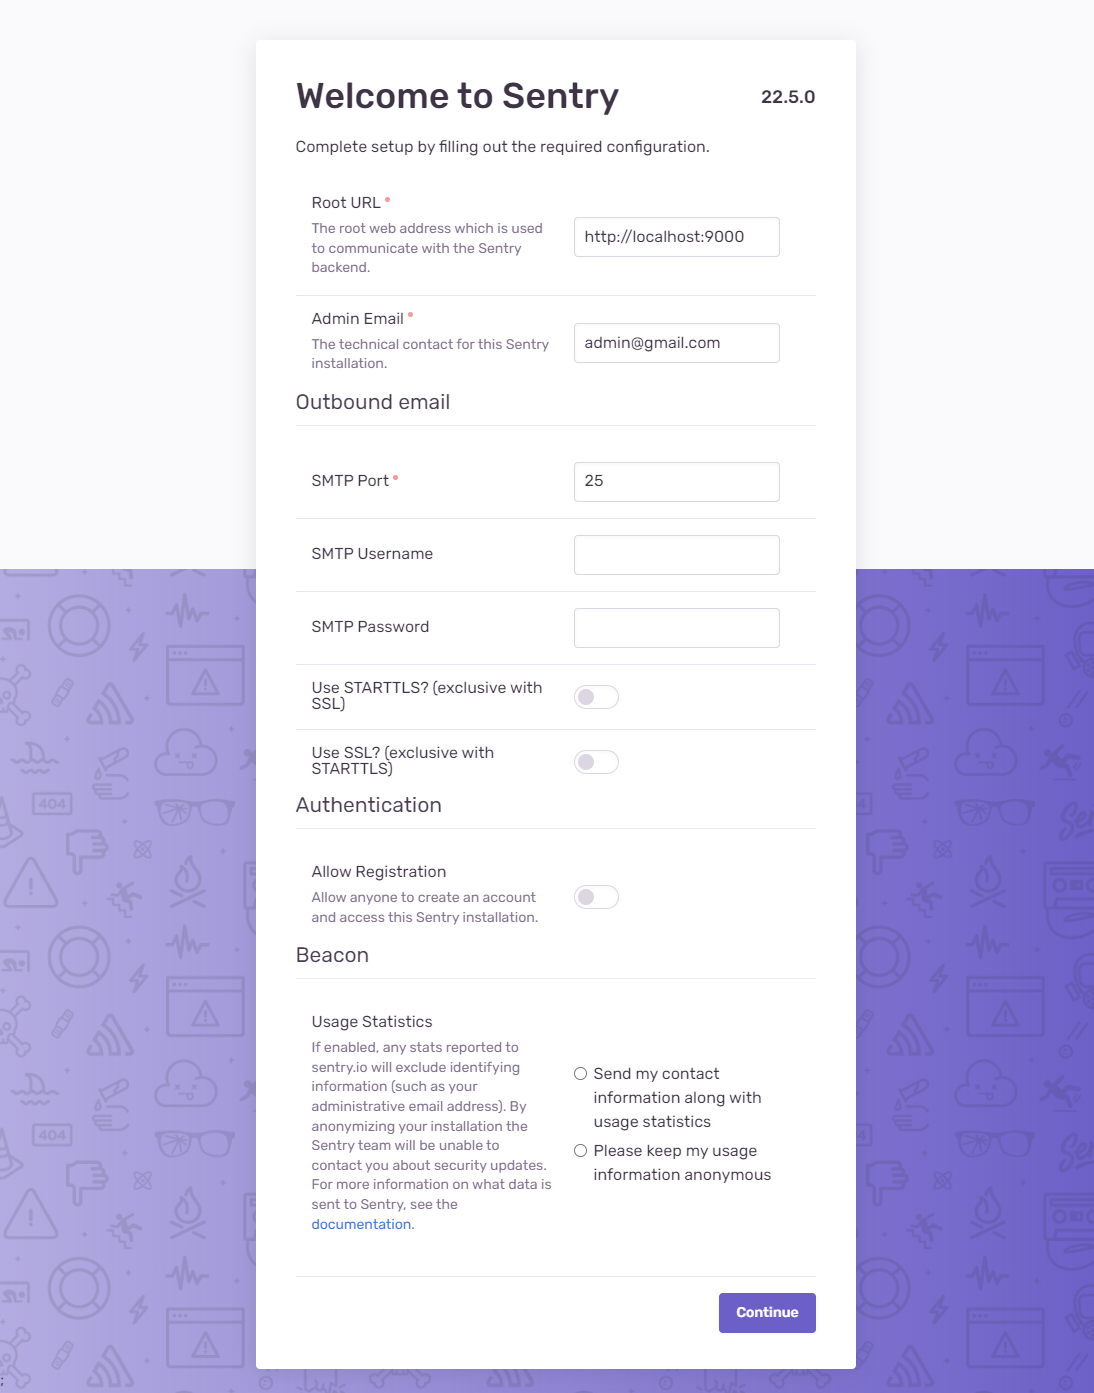 Welcome to Sentry
22.5.0
Complete setup by filling out the required configuration.
Root URL *
The root web address which is used
to communicate with the Sentry
backend.
http://localhost:9000
Admin Email *
The technical contact for this Sentry
installation.
admin@gmail.com
Outbound email
SMTP Port *
25
SMTP Username
SMTP Password
Use STARTTLS? (exclusive with
SSL)
Use SSL? (exclusive with
STARTTLS)
Authentication
Allow Registration
Allow anyone to create an account
and access this Sentry installation.
Beacon
Usage Statistics
If enabled, any stats reported to
sentry.io will exclude identifying
information (such as your
administrative email address). By
anonymizing your installation the
Sentry team will be unable to
contact you about security updates.
For more information on what data is
sent to Sentry, see the
documentation.
Send my contact
information along with
usage statistics
Please keep my usage
information anonymous
Continue
404
404
;